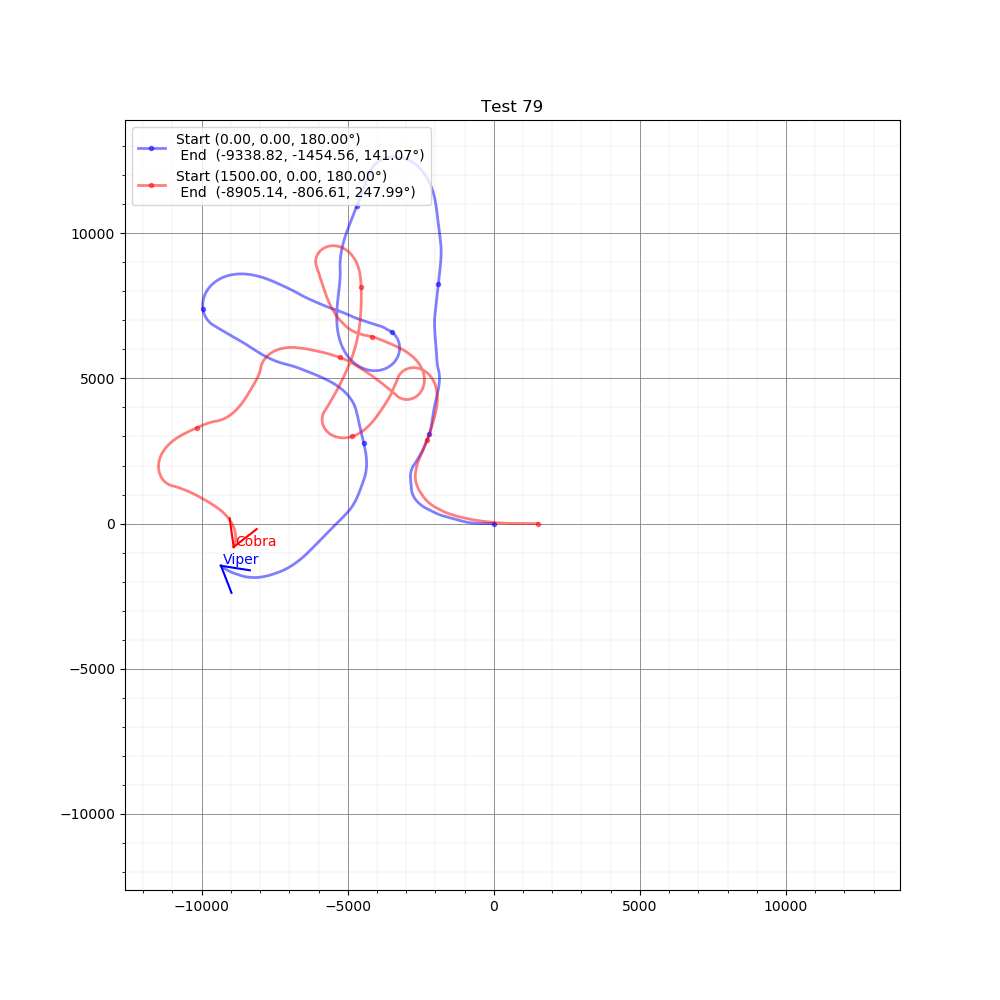 Test 79
Start (0.00, 0.00, 180.00°)
End  (-9338.82, -1454.56, 141.07°)
Start (1500.00, 0.00, 180.00°)
End  (-8905.14, -806.61, 247.99°)
10000
5000
0
−5000
−10000
Cobra
Viper
−10000
−5000
0
5000
10000